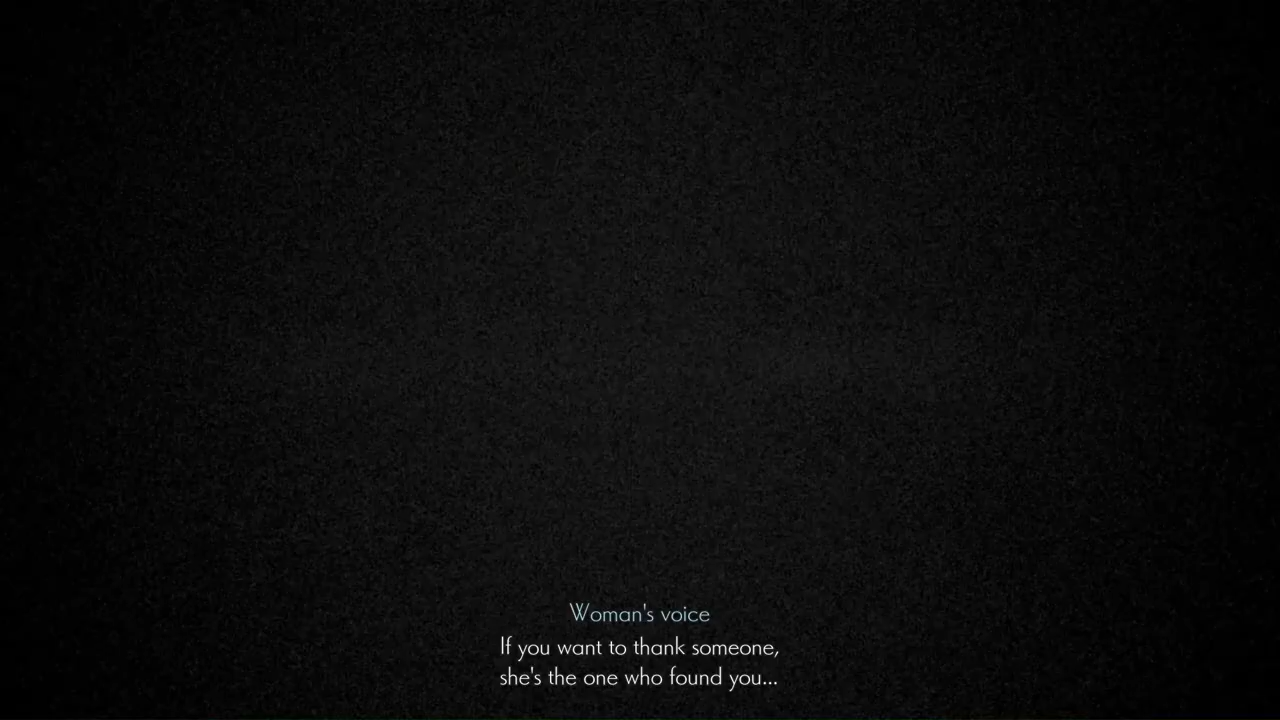 Woman's voice
If you want to thank someone,
she's the one who found you...